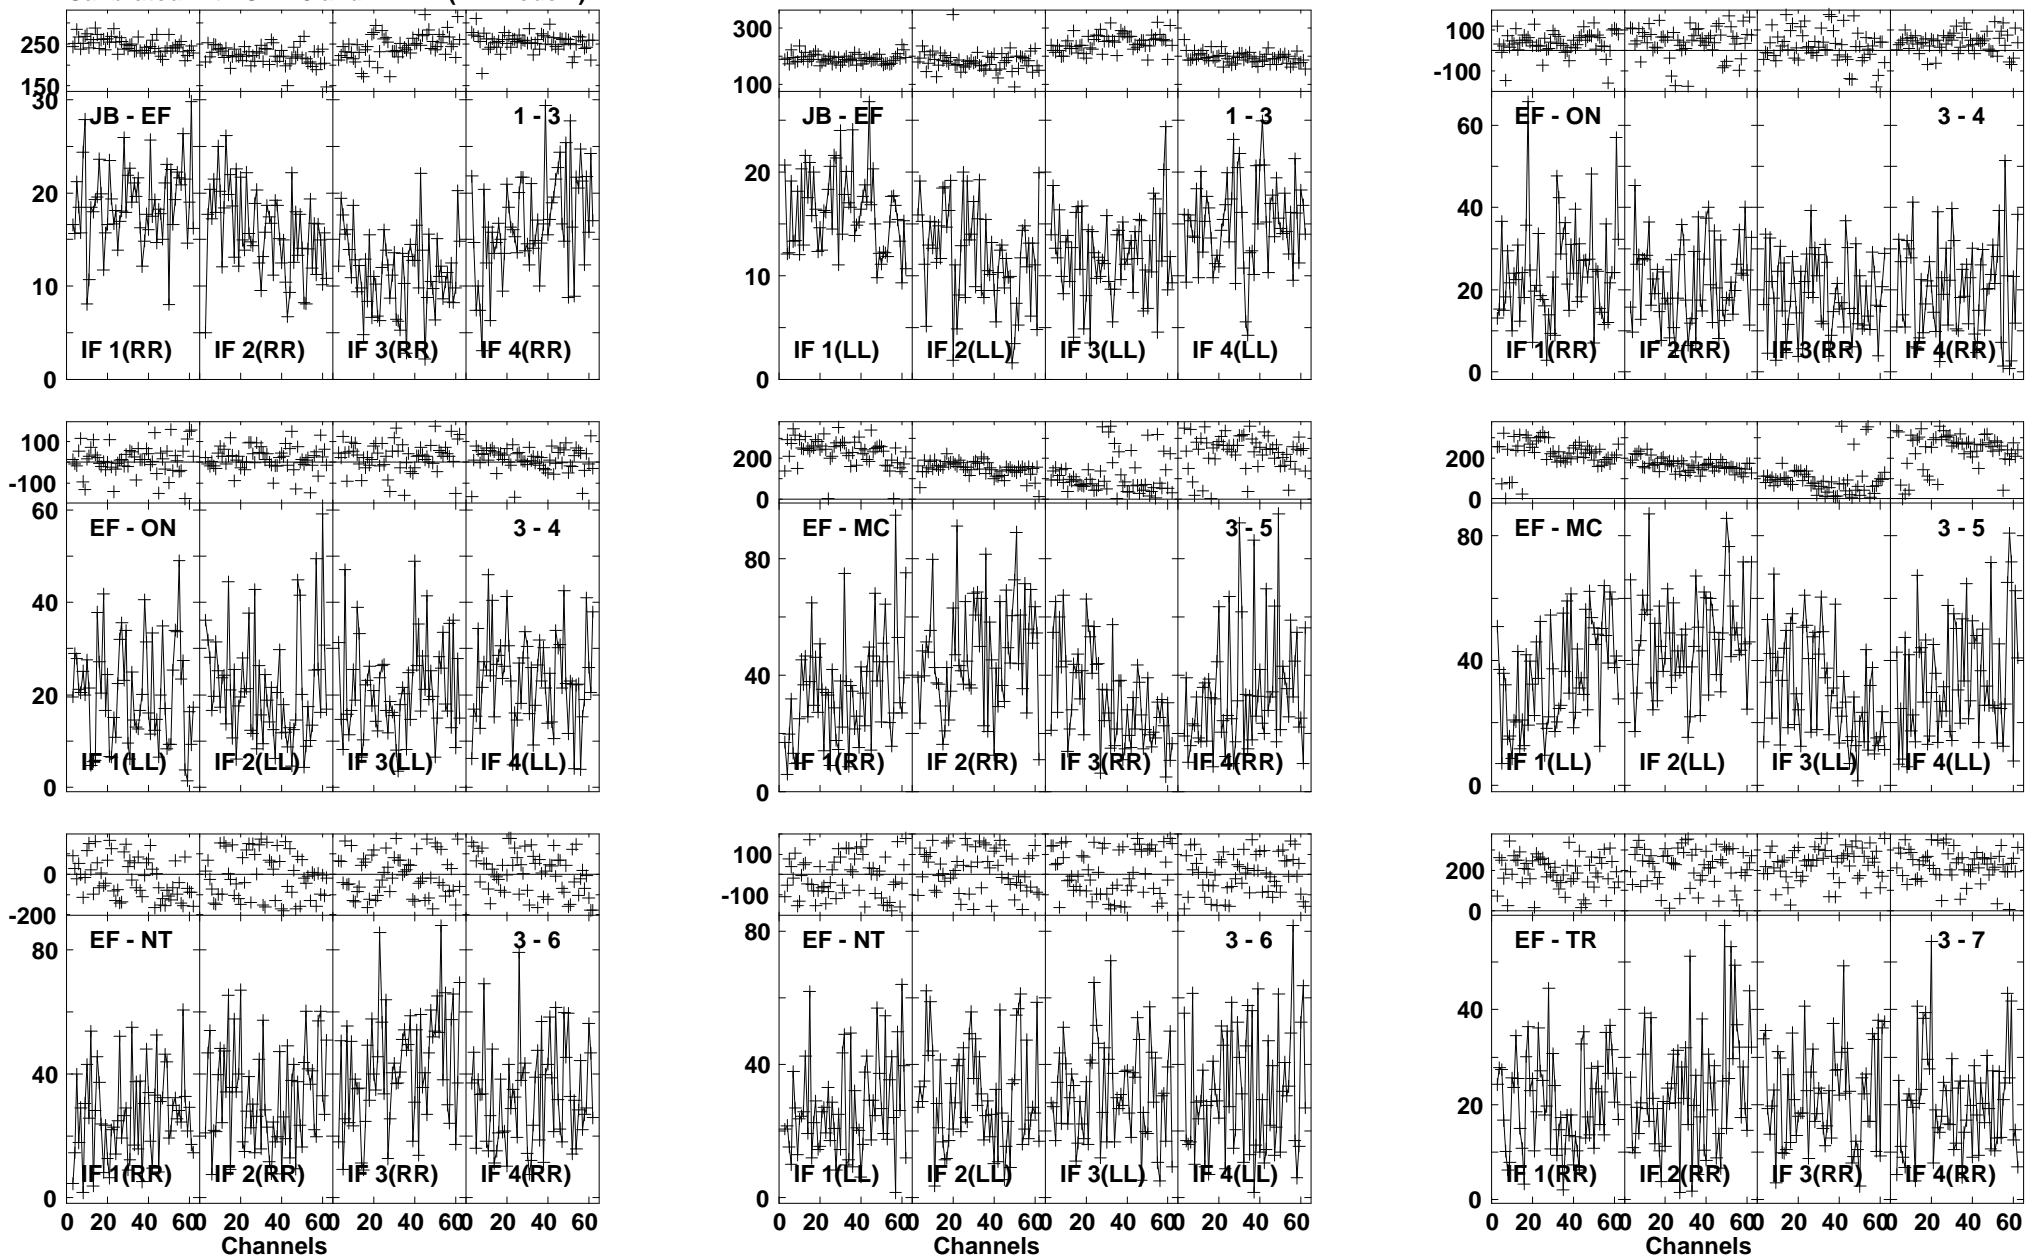 250
150
300
100
100
-100
30
20
10
0
JB - EF
1 - 3
IF 1(RR)
IF 2(RR)
IF 3(RR)
IF 4(RR)
20
10
0
JB - EF
1 - 3
IF 1(LL)
IF 2(LL)
IF 3(LL)
IF 4(LL)
60
40
20
0
EF - ON
3 - 4
IF 1(RR)
IF 2(RR)
IF 3(RR)
IF 4(RR)
100
-100
200
0
200
0
60
40
20
0
EF - ON
3 - 4
IF 1(LL)
IF 2(LL)
IF 3(LL)
IF 4(LL)
80
40
0
EF - MC
3 - 5
IF 1(RR)
IF 2(RR)
IF 3(RR)
IF 4(RR)
80
40
0
EF - MC
3 - 5
IF 1(LL)
IF 2(LL)
IF 3(LL)
IF 4(LL)
0
-200
100
-100
200
0
80
40
0
EF - NT
3 - 6
IF 1(RR)
IF 2(RR)
IF 3(RR)
IF 4(RR)
0 20 40 60 0 20 40 60 0 20 40 60 0 20 40 60
Channels
80
40
0
EF - NT
3 - 6
IF 1(LL)
IF 2(LL)
IF 3(LL)
IF 4(LL)
0 20 40 60 0 20 40 60 0 20 40 60 0 20 40 60
Channels
40
20
0
EF - TR
3 - 7
IF 1(RR)
IF 2(RR)
IF 3(RR)
IF 4(RR)
0 20 40 60 0 20 40 60 0 20 40 60 0 20 40 60
Channels